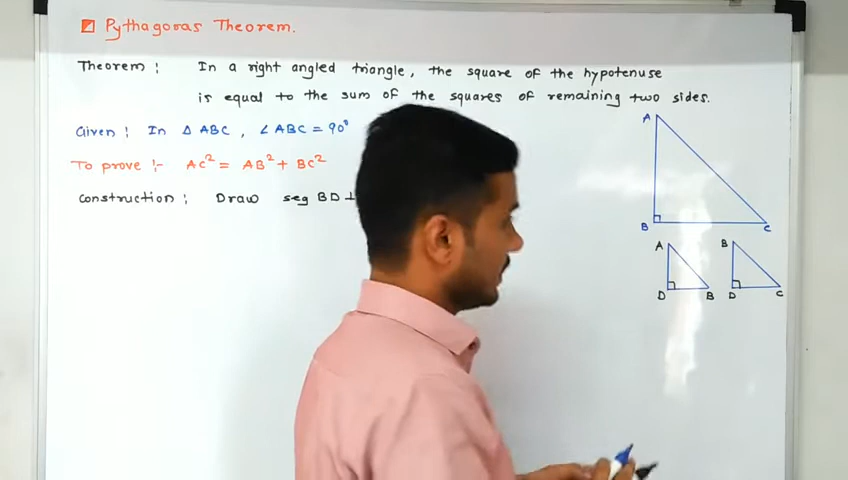 Pythagoras Theorem.
Theorem : In a right angled triangle, the square of the hypotenuse
is equal to the sum of the squares of remaining two sides.
Given : In Δ ABC , ∠ ABC = 90°
To prove :- AC² = AB² + BC²
Construction : Draw seg BD ⊥
A
B
C
A
D
B
B
D
C